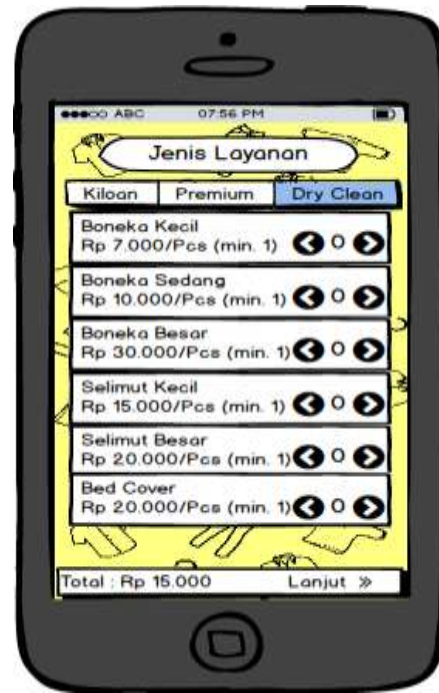 ABC 07:56 PM
Jenis Layanan
Kiloan Premium Dry Clean
Boneka Kecil
Rp 7.000/Pcs (min. 1) 0
Boneka Sedang
Rp 10.000/Pcs (min. 1) 0
Boneka Besar
Rp 30.000/Pcs (min. 1) 0
Selimut Kecil
Rp 15.000/Pcs (min. 1) 0
Selimut Besar
Rp 20.000/Pcs (min. 1) 0
Bed Cover
Rp 20.000/Pcs (min. 1) 0
Total : Rp 15.000 Lanjut »